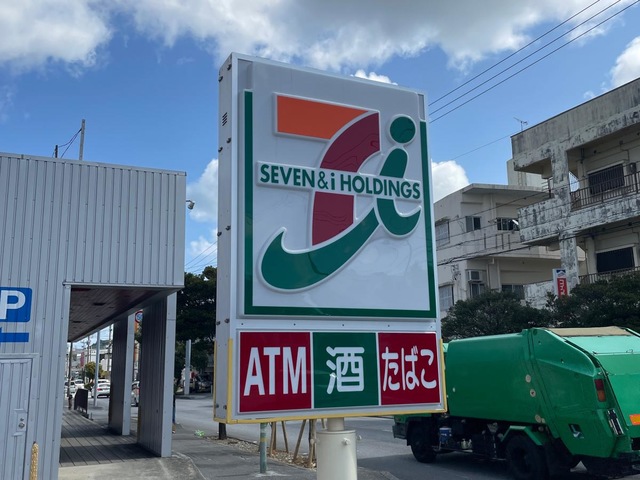 SEVEN & i HOLDINGS
ATM 酒 たばこ
P